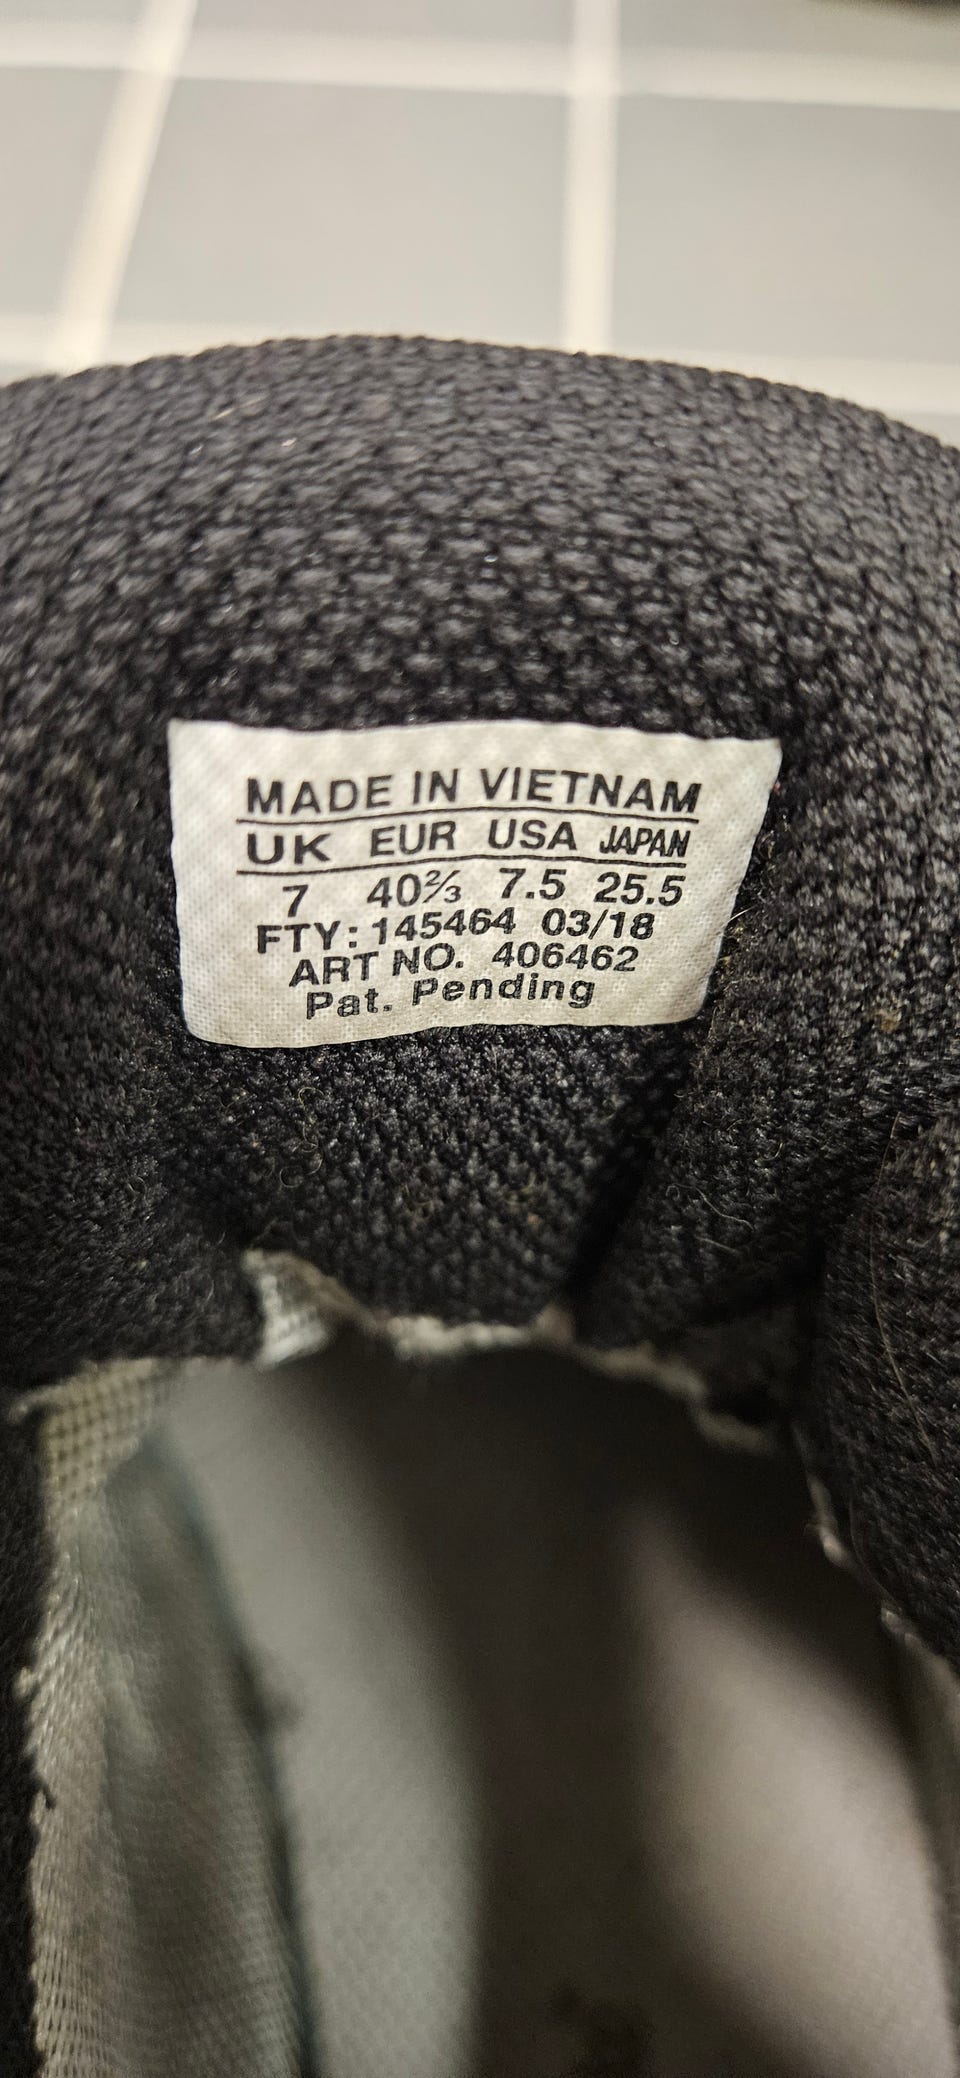 MADE IN VIETNAM
UK EUR USA JAPAN
7 40⅔ 7.5 25.5
FTY: 145464 03/18
ART NO. 406462
Pat. Pending